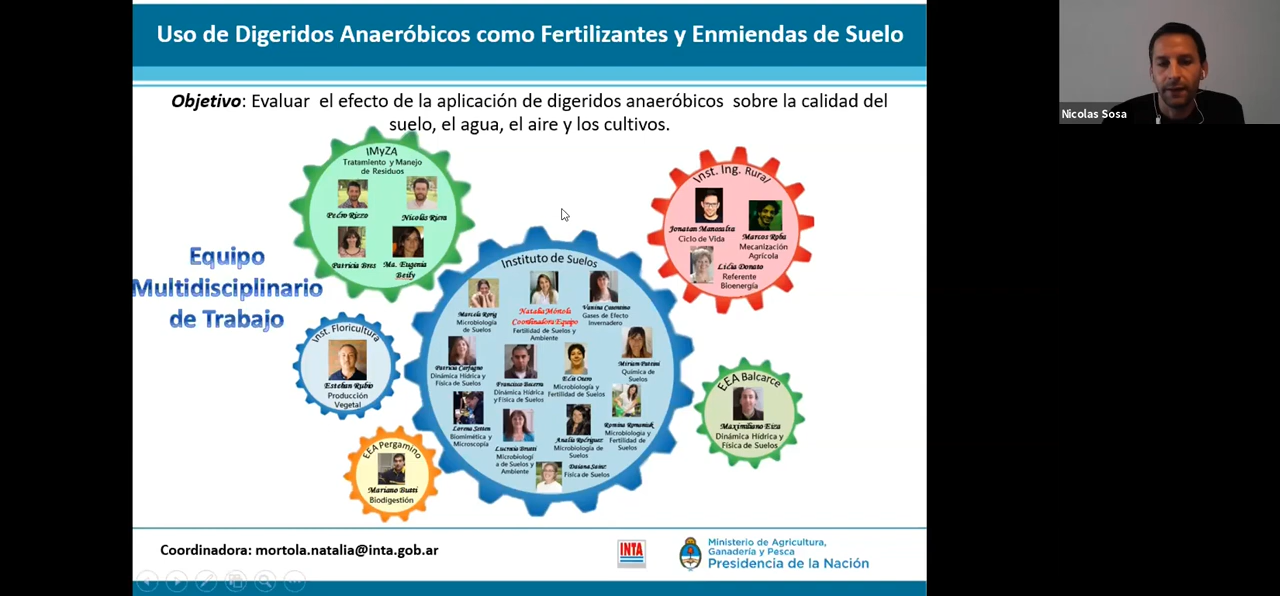 Uso de Digeridos Anaeróbicos como Fertilizantes y Enmiendas de Suelo
Objetivo: Evaluar el efecto de la aplicación de digeridos anaeróbicos sobre la calidad del
suelo, el agua, el aire y los cultivos.
Nicolas Sosa
IMyZA
Tratamiento y Manejo
de Residuos
Pedro Rizzo
Nicolás Riera
Patricia Bres
Ma. Eugenia
Beily
Inst. Ing. Rural
Jonatan Manosalva
Ciclo de Vida
Marcos Roba
Mecanización
Agrícola
Lidia Donato
Referente
Bioenergía
Equipo
Multidisciplinario
de Trabajo
Instituto de Suelos
Marcela Rorig
Microbiología
de Suelos
Natalia Mórtola
Coordinadora Equipo
Fertilidad de Suelos y
Ambiente
Vanina Cosentino
Gases de Efecto
Invernadero
Patricia Carfagno
Dinámica Hídrica y
Física de Suelos
Francisco Bacerra
Dinámica Hídrica
y Física de Suelos
Microbiología y
Fertilidad de Suelos
Miriam
Química de
Suelos
Lorena
Biomimética y
Microscopía
Lucrecia Brutti
Microbiologí
a de Suelos y
Ambiente
Analía Rodríguez
Microbiología de
Suelos
Romina Romaniuk
Microbiología y
Fertilidad de
Suelos
Daiana Sainz
Física de Suelos
Inst. Floricultura
Esteban Rubio
Producción
Vegetal
EEA Pergamino
Mariano Butti
Biodigestión
EEA Balcarce
Maximiliano Eiza
Dinámica Hídrica y
Física de Suelos
Coordinadora: mortola.natalia@inta.gob.ar
INTA
Ministerio de Agricultura,
Ganadería y Pesca
Presidencia de la Nación